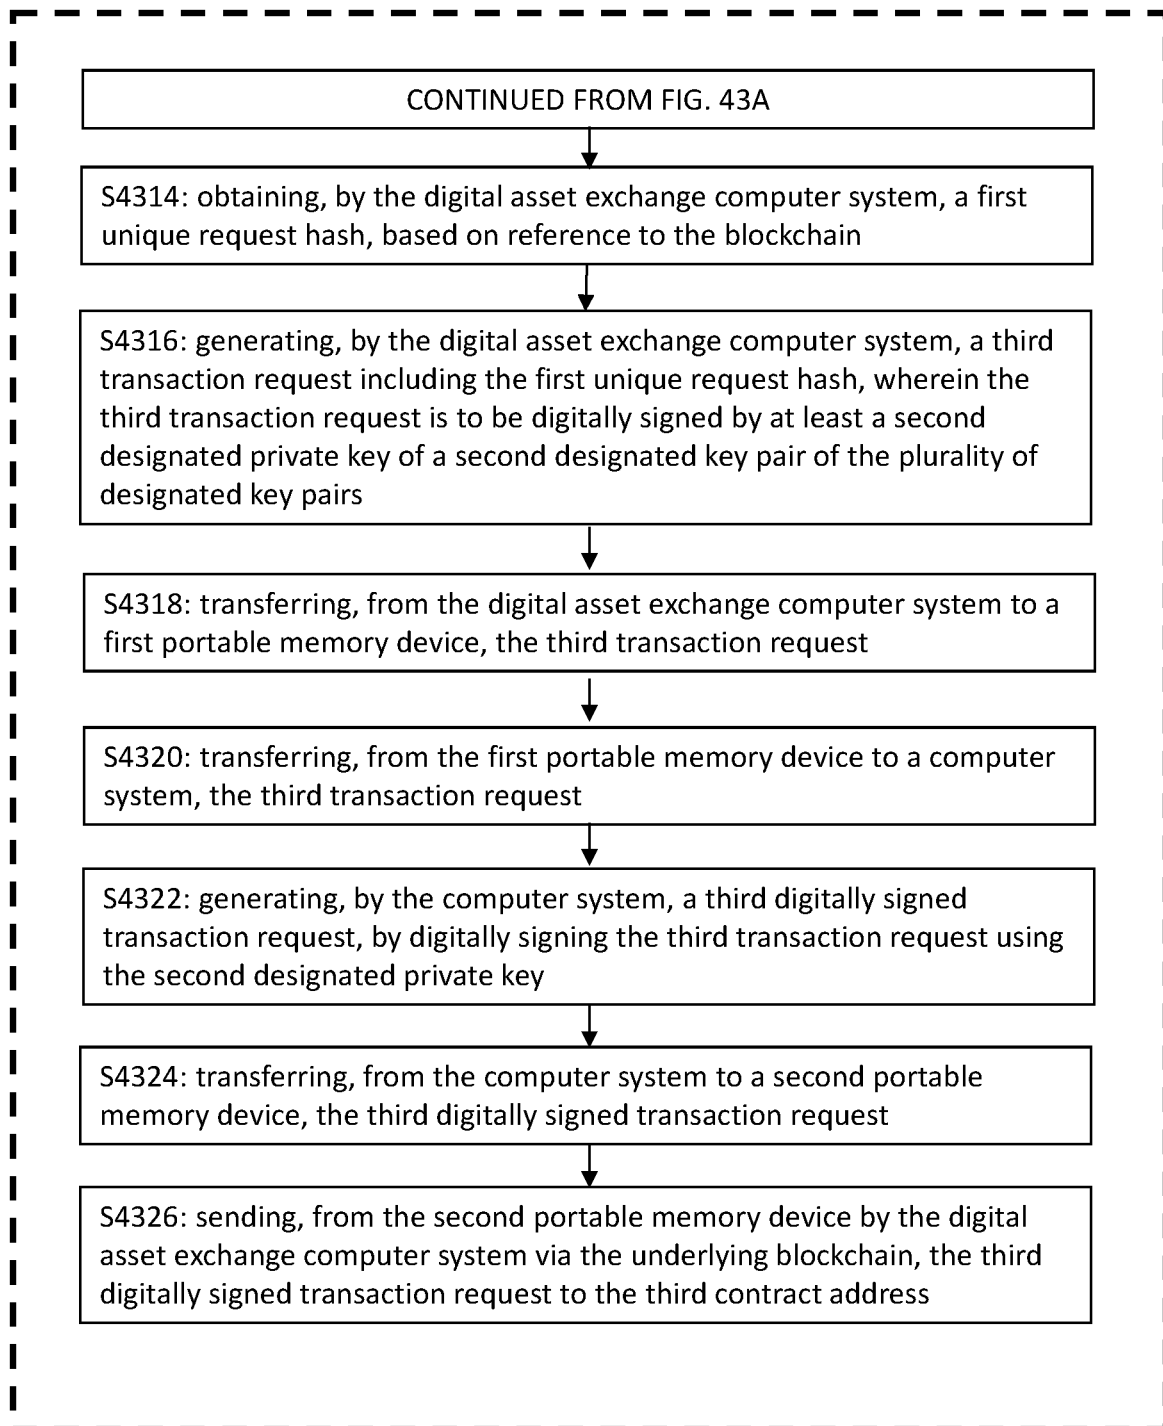 CONTINUED FROM FIG. 43A
S4314: obtaining, by the digital asset exchange computer system, a first
unique request hash, based on reference to the blockchain
S4316: generating, by the digital asset exchange computer system, a third
transaction request including the first unique request hash, wherein the
third transaction request is to be digitally signed by at least a second
designated private key of a second designated key pair of the plurality of
designated key pairs
S4318: transferring, from the digital asset exchange computer system to a
first portable memory device, the third transaction request
S4320: transferring, from the first portable memory device to a computer
system, the third transaction request
S4322: generating, by the computer system, a third digitally signed
transaction request, by digitally signing the third transaction request using
the second designated private key
S4324: transferring, from the computer system to a second portable
memory device, the third digitally signed transaction request
S4326: sending, from the second portable memory device by the digital
asset exchange computer system via the underlying blockchain, the third
digitally signed transaction request to the third contract address